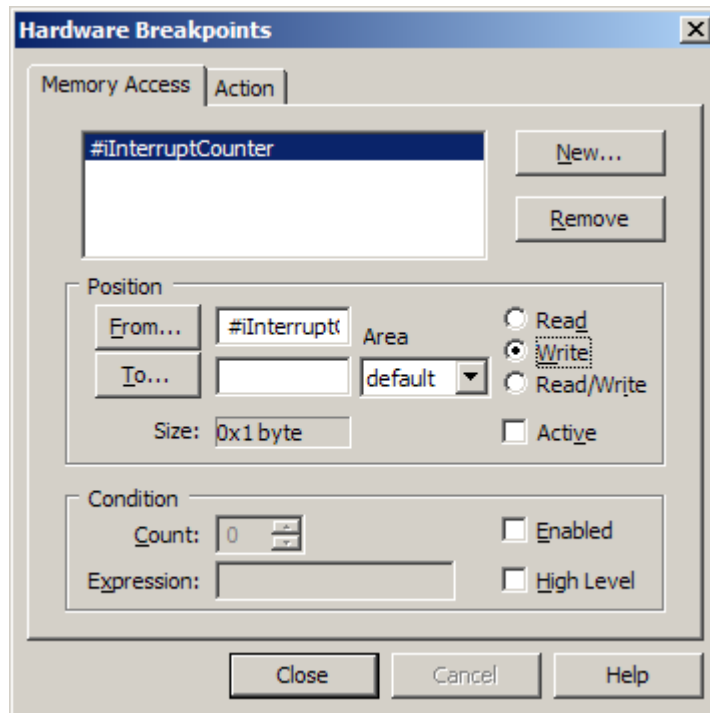 Hardware Breakpoints
Memory Access Action
#iInterruptCounter
New...
Remove
Position
From... #iInterrupt( Area Read
Write
To... default Read/Write
Size: 0x1 byte Active
Condition
Count: 0 Enabled
Expression: High Level
Close Cancel Help